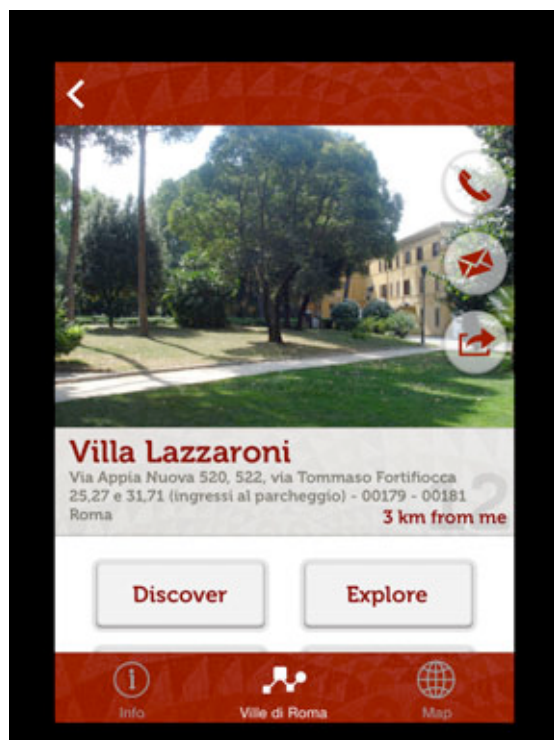 Villa Lazzaroni
Via Appia Nuova 520, 522, via Tommaso Fortifiocca
25,27 e 31,71 (ingressi al parcheggio) - 00179 - 00181
Roma
3 km from me
Discover
Explore
Info
Ville di Roma
Map